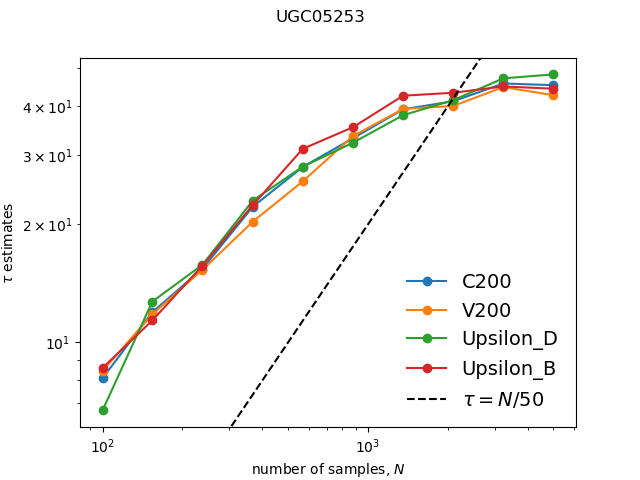 UGC05253
τ estimates
4 × 10¹
3 × 10¹
2 × 10¹
10¹
C200
V200
Upsilon_D
Upsilon_B
τ = N/50
10² 10³
number of samples, N